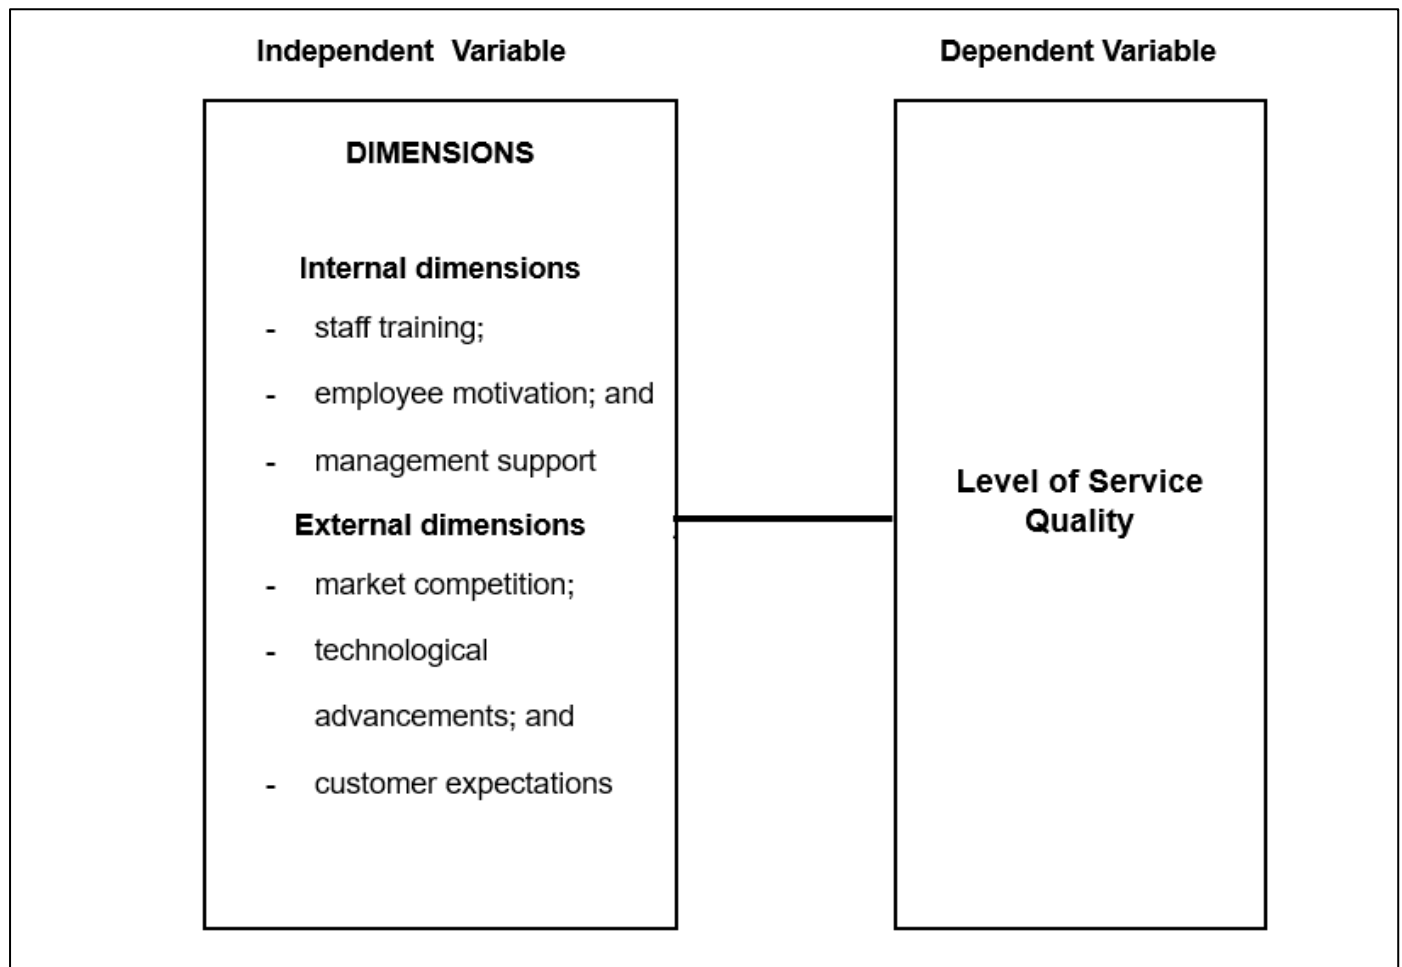 Independent Variable
Dependent Variable
DIMENSIONS
Internal dimensions
- staff training;
- employee motivation; and
- management support
External dimensions
- market competition;
- technological
advancements; and
- customer expectations
Level of Service
Quality